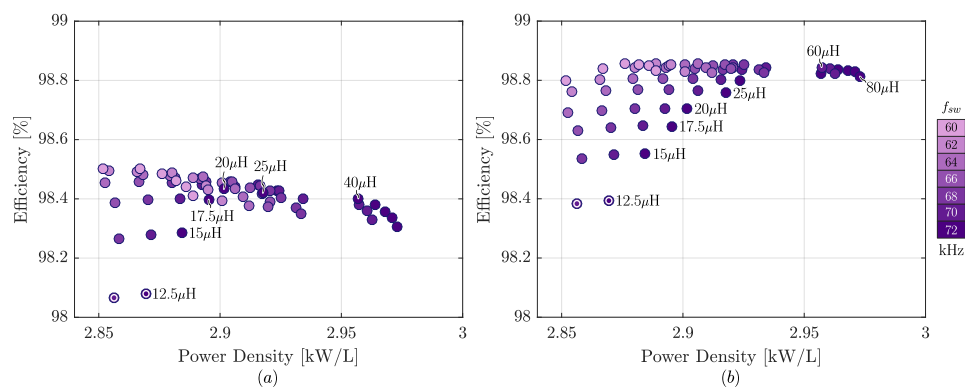 99
98.8
98.6
98.4
98.2
98
Efficiency [%]
20μH
25μH
40μH
17.5μH
15μH
12.5μH
2.85
2.9
2.95
3
Power Density [kW/L]
(a)
99
98.8
98.6
98.4
98.2
98
Efficiency [%]
60μH
80μH
25μH
20μH
17.5μH
15μH
12.5μH
2.85
2.9
2.95
3
Power Density [kW/L]
(b)
fsw
60
62
64
66
68
70
72
kHz